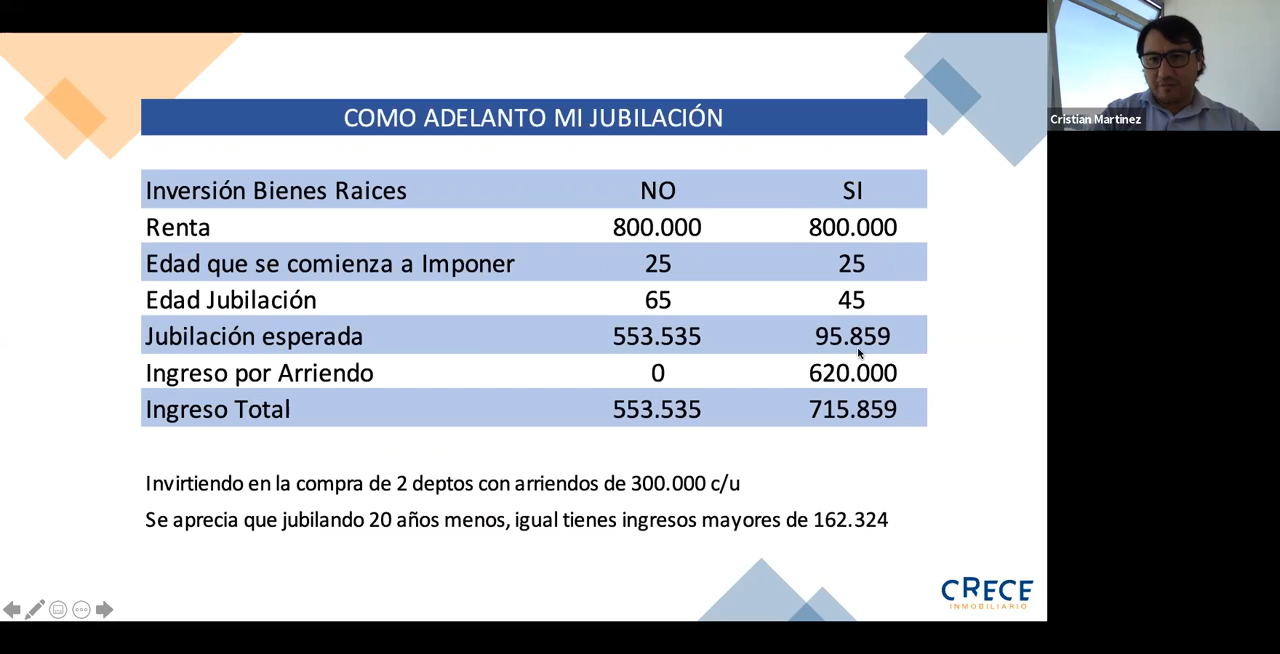 COMO ADELANTO MI JUBILACIÓN
Cristian Martinez
Inversión Bienes Raices NO SI
Renta 800.000 800.000
Edad que se comienza a Imponer 25 25
Edad Jubilación 65 45
Jubilación esperada 553.535 95.859
Ingreso por Arriendo 0 620.000
Ingreso Total 553.535 715.859
Invirtiendo en la compra de 2 deptos con arriendos de 300.000 c/u
Se aprecia que jubilando 20 años menos, igual tienes ingresos mayores de 162.324
CRECE
INMOBILIARIO